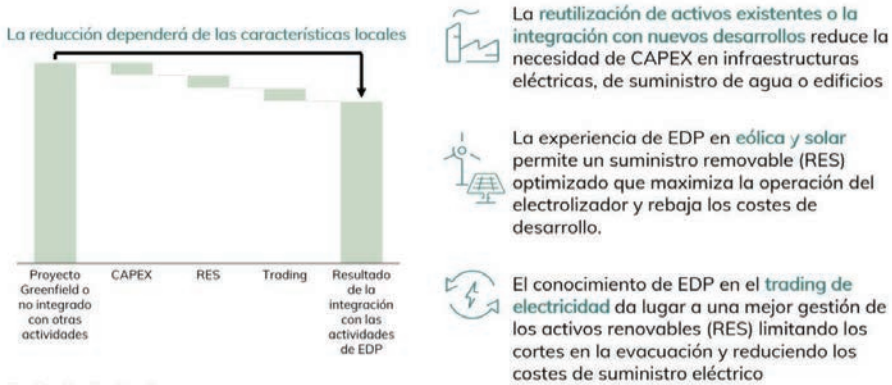 La reducción dependerá de las características locales
Proyecto
Greenfield o
no integrado
con otras
actividades
CAPEX
RES
Trading
Resultado
de la
integración
con las
actividades
de EDP
La reutilización de activos existentes o la
integración con nuevos desarrollos reduce la
necesidad de CAPEX en infraestructuras
eléctricas, de suministro de agua o edificios
La experiencia de EDP en eólica y solar
permite un suministro removable (RES)
optimizado que maximiza la operación del
electrolizador y rebaja los costes de
desarrollo.
El conocimiento de EDP en el trading de
electricidad da lugar a una mejor gestión de
los activos renovables (RES) limitando los
cortes en la evacuación y reduciendo los
costes de suministro eléctrico